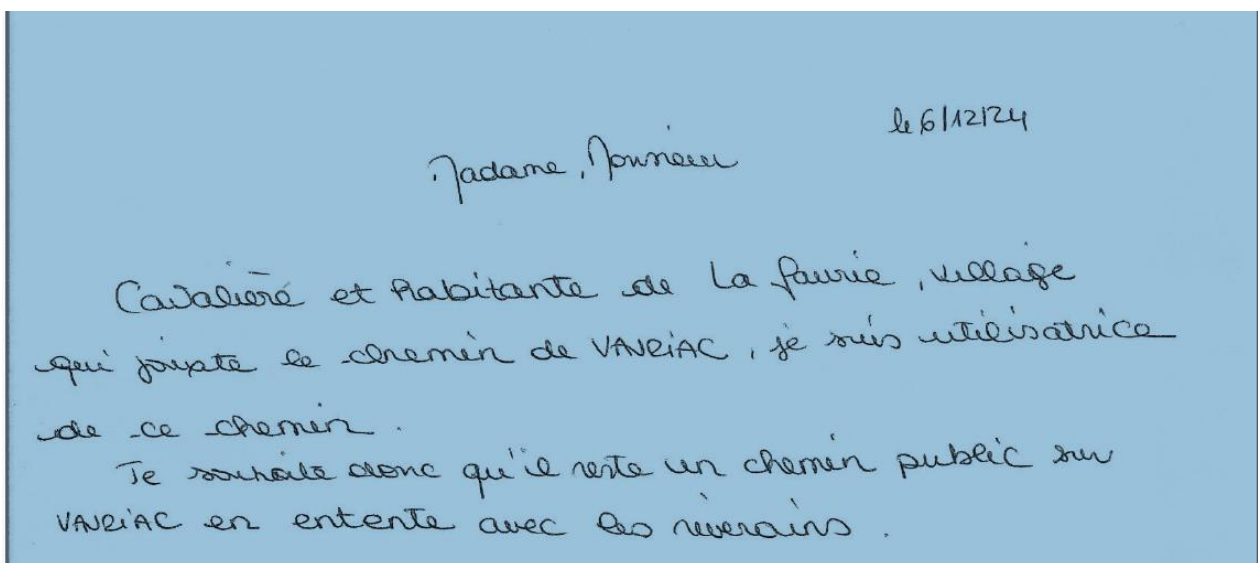 le 6/12/24
Madame, Monsieur
Cavalière et habitante de La faurie, village
qui jouxte le chemin de VAURIAC, je suis utilisatrice
de ce chemin.
Je souhaite donc qu'il reste un chemin public sur
VAURIAC en entente avec les riverains.